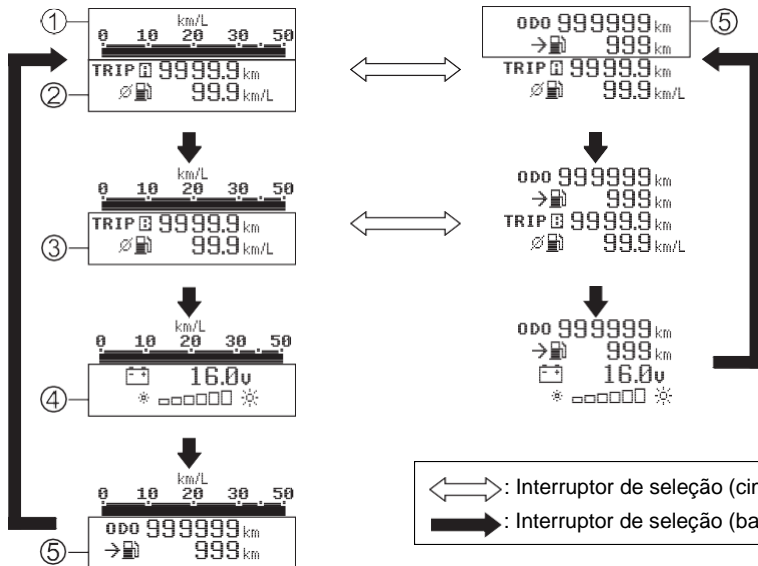 ① km/L
0 10 20 30 50
② TRIP A 9999.9 km
99.9 km/L
km/L
0 10 20 30 50
③ TRIP B 9999.9 km
99.9 km/L
km/L
0 10 20 30 50
④ 16.0v
km/L
0 10 20 30 50
⑤ ODO 999999 km
999 km
ODO 999999 km ⑤
999 km
TRIP A 9999.9 km
99.9 km/L
ODO 999999 km
999 km
TRIP B 9999.9 km
99.9 km/L
ODO 999999 km
999 km
16.0v
: Interruptor de seleção (cir
: Interruptor de seleção (ba